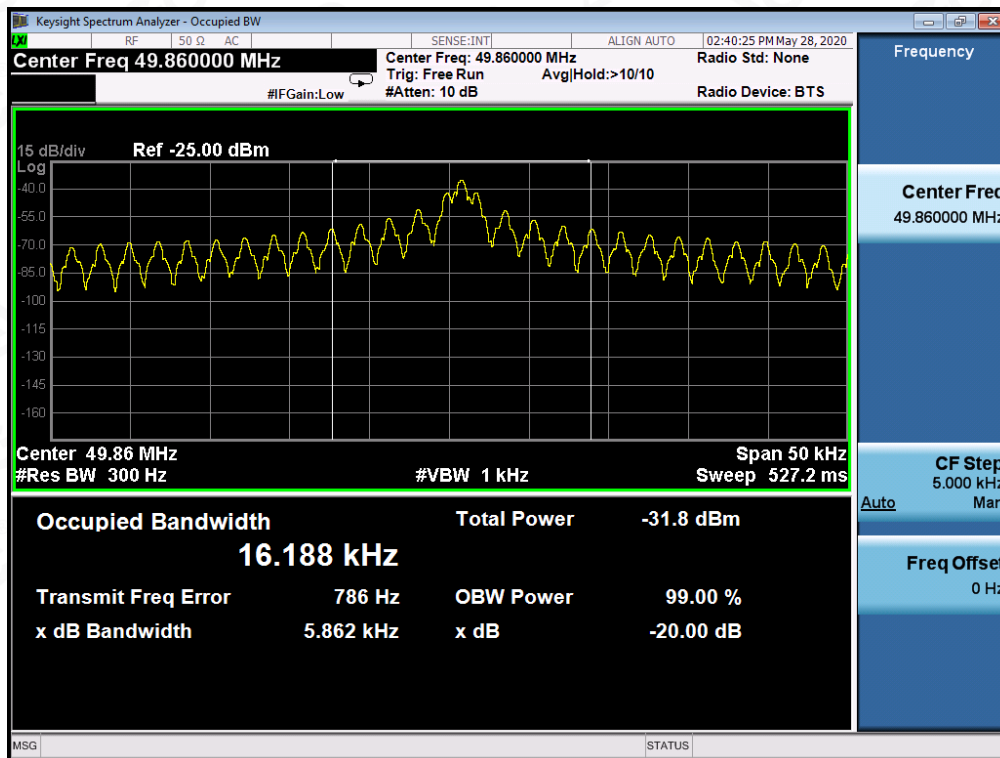 Keysight Spectrum Analyzer - Occupied BW
LXI RF 50 Ω AC SENSE:INT ALIGN AUTO 02:40:25 PM May 28, 2020
Center Freq 49.860000 MHz
Center Freq: 49.860000 MHz
Radio Std: None
Trig: Free Run Avg|Hold:>10/10
#IFGain:Low #Atten: 10 dB Radio Device: BTS
15 dB/div Ref -25.00 dBm
Log
-40.0
-55.0
-70.0
-85.0
-100
-115
-130
-145
-160
Center 49.86 MHz Span 50 kHz
#Res BW 300 Hz #VBW 1 kHz Sweep 527.2 ms
Occupied Bandwidth Total Power -31.8 dBm
16.188 kHz
Transmit Freq Error 786 Hz OBW Power 99.00 %
x dB Bandwidth 5.862 kHz x dB -20.00 dB
MSG STATUS
Frequency
Center Freq
49.860000 MHz
CF Step
5.000 kHz
Auto Man
Freq Offset
0 Hz